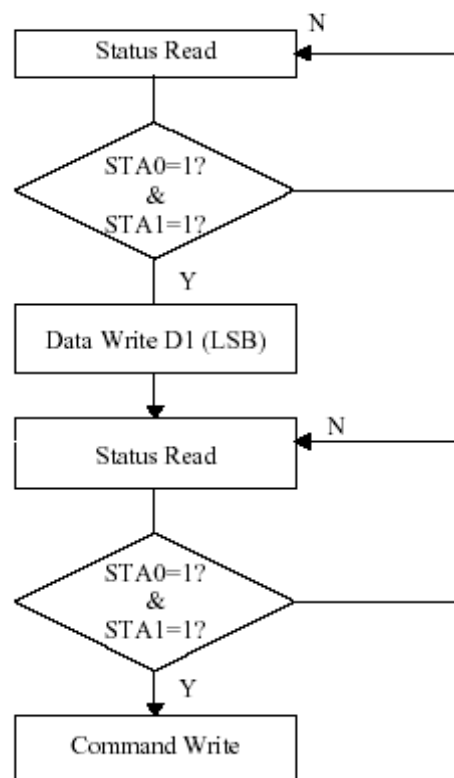 N
Status Read
STA0=1?
&
STA1=1?
Y
Data Write D1 (LSB)
N
Status Read
STA0=1?
&
STA1=1?
Y
Command Write